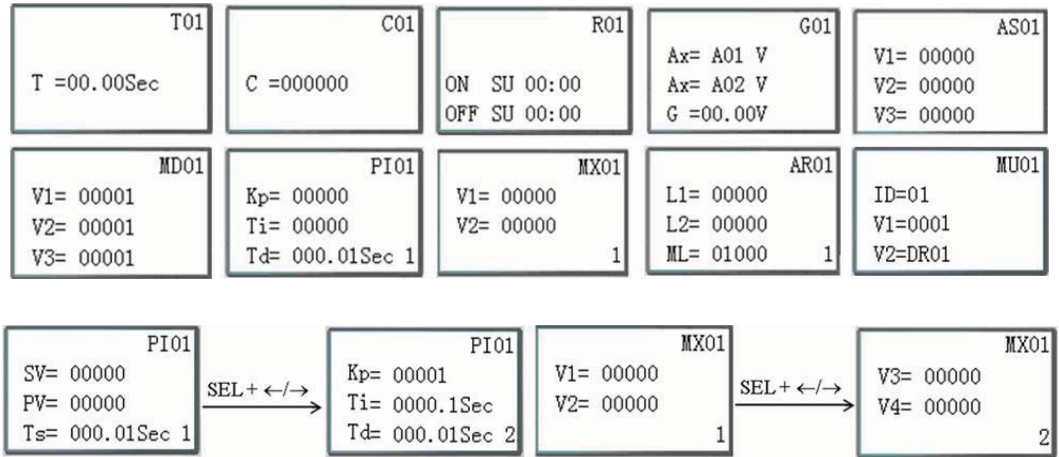 T01
T =00.00Sec
C01
C =000000
R01
ON SU 00:00
OFF SU 00:00
G01
Ax= A01 V
Ax= A02 V
G =00.00V
AS01
V1= 00000
V2= 00000
V3= 00000
MD01
V1= 00001
V2= 00001
V3= 00001
PI01
Kp= 00000
Ti= 00000
Td= 000.01Sec 1
MX01
V1= 00000
V2= 00000
1
AR01
L1= 00000
L2= 00000
ML= 01000 1
MU01
ID=01
V1=0001
V2=DR01
PI01
SV= 00000
PV= 00000
Ts= 000.01Sec 1
SEL + ←/→
PI01
Kp= 00001
Ti= 0000.1Sec
Td= 000.01Sec 2
MX01
V1= 00000
V2= 00000
1
SEL + ←/→
MX01
V3= 00000
V4= 00000
2